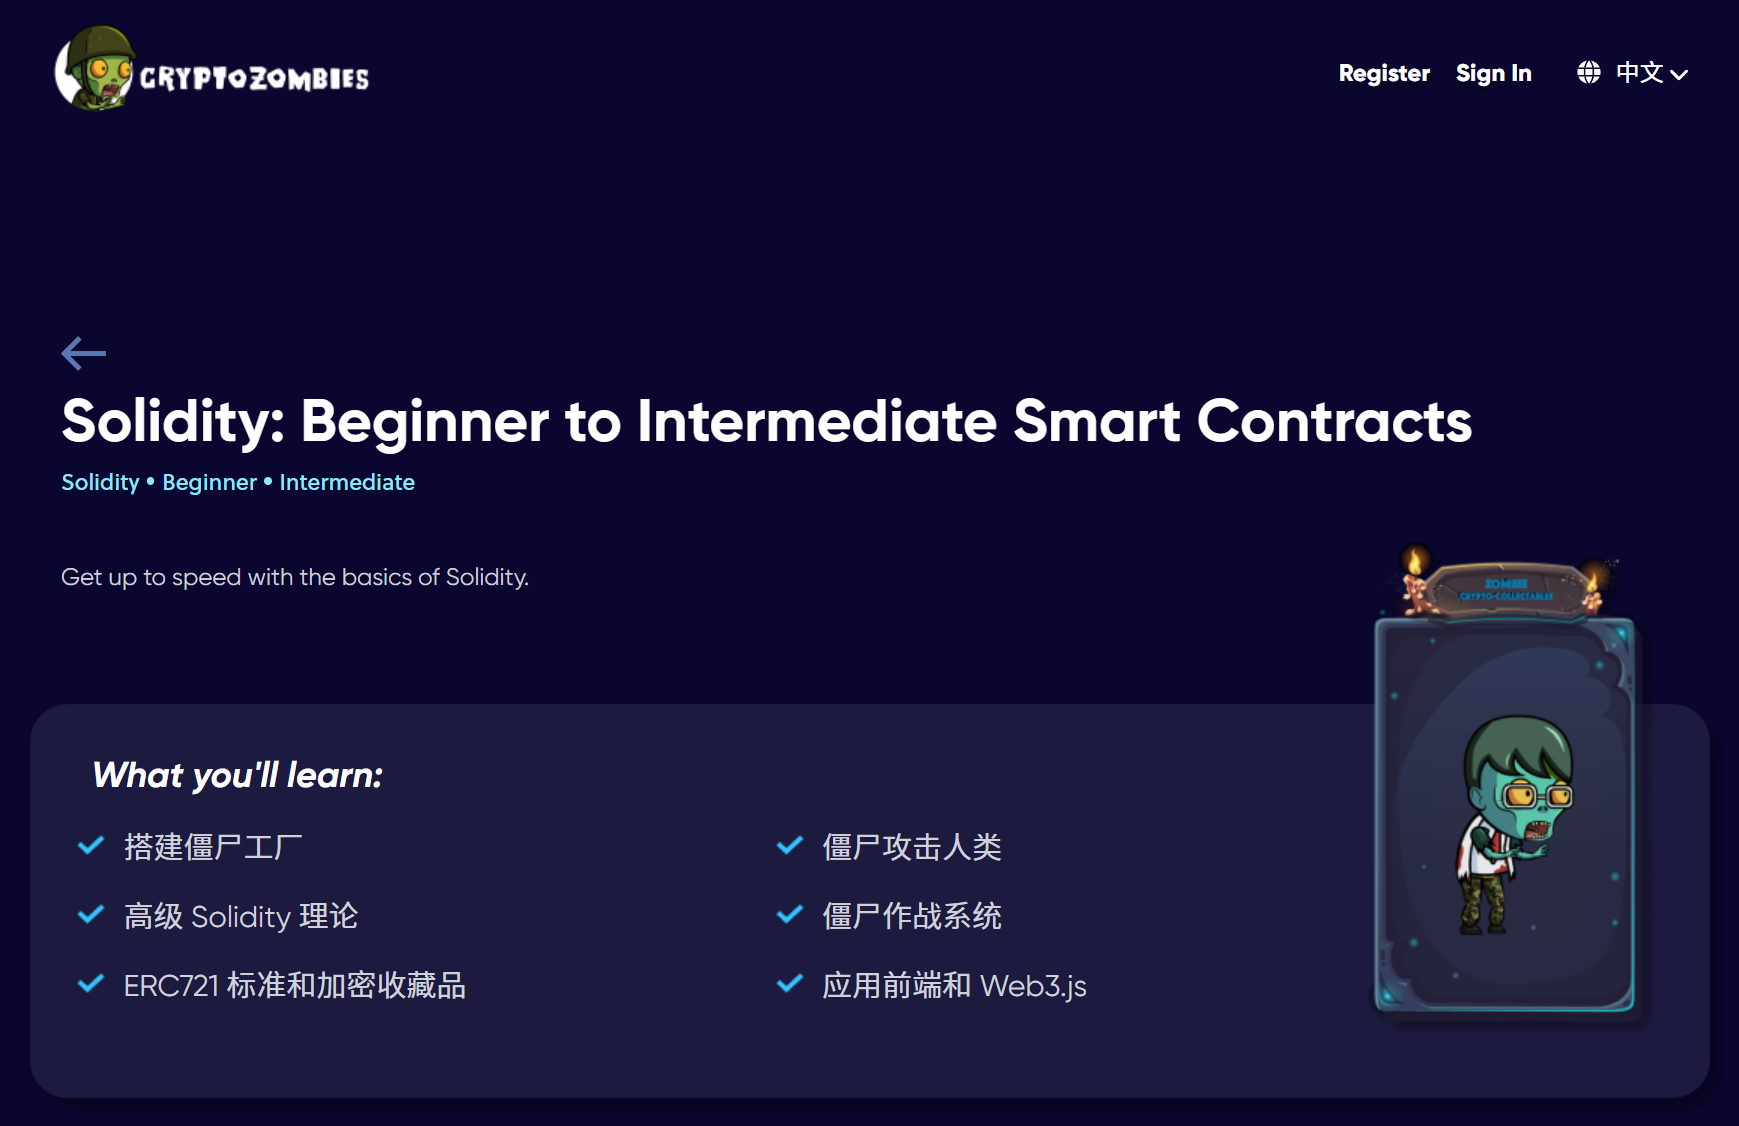 CRYPTOZOMBIES
Register Sign In 中文
Solidity: Beginner to Intermediate Smart Contracts
Solidity • Beginner • Intermediate
Get up to speed with the basics of Solidity.
ZOMBIE
CRYPTO-COLLECTABLES
What you'll learn:
搭建僵尸工厂
僵尸攻击人类
高级 Solidity 理论
僵尸作战系统
ERC721 标准和加密收藏品
应用前端和 Web3.js